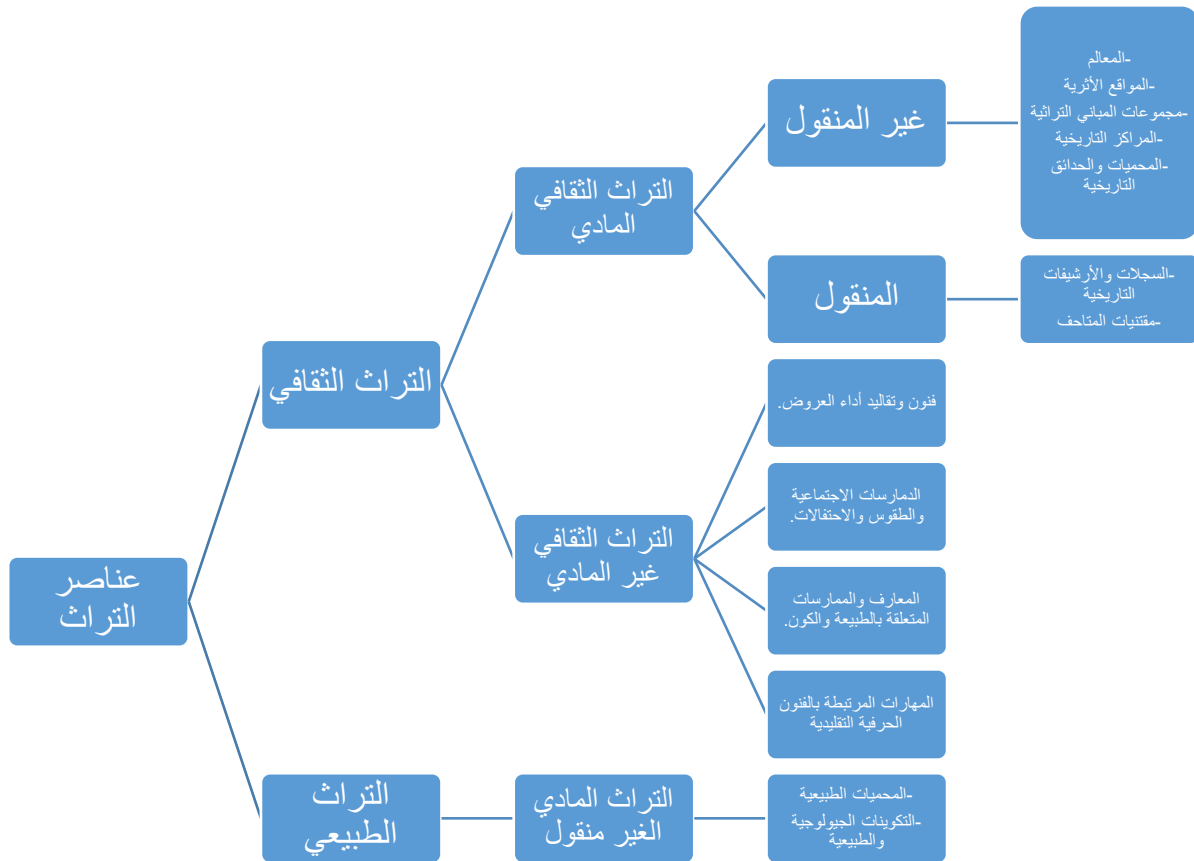 عناصر
التراث
التراث الثقافي
التراث الثقافي
المادي
غير المنقول
-المعالم
-المواقع الأثرية
-مجموعات المباني التراثية
-المراكز التاريخية
-المحميات والحدائق
التاريخية
المنقول
-السجلات والأرشيفات
التاريخية
-مقتنيات المتاحف
التراث الثقافي
غير المادي
فنون وتقاليد أداء العروض.
الدمارسات الاجتماعية
والطقوس والاحتفالات.
المعارف والممارسات
المتعلقة بالطبيعة والكون.
المهارات المرتبطة بالفنون
الحرفية التقليدية
التراث
الطبيعي
التراث المادي
الغير منقول
-المحميات الطبيعية
-التكوينات الجيولوجية
والطبيعية